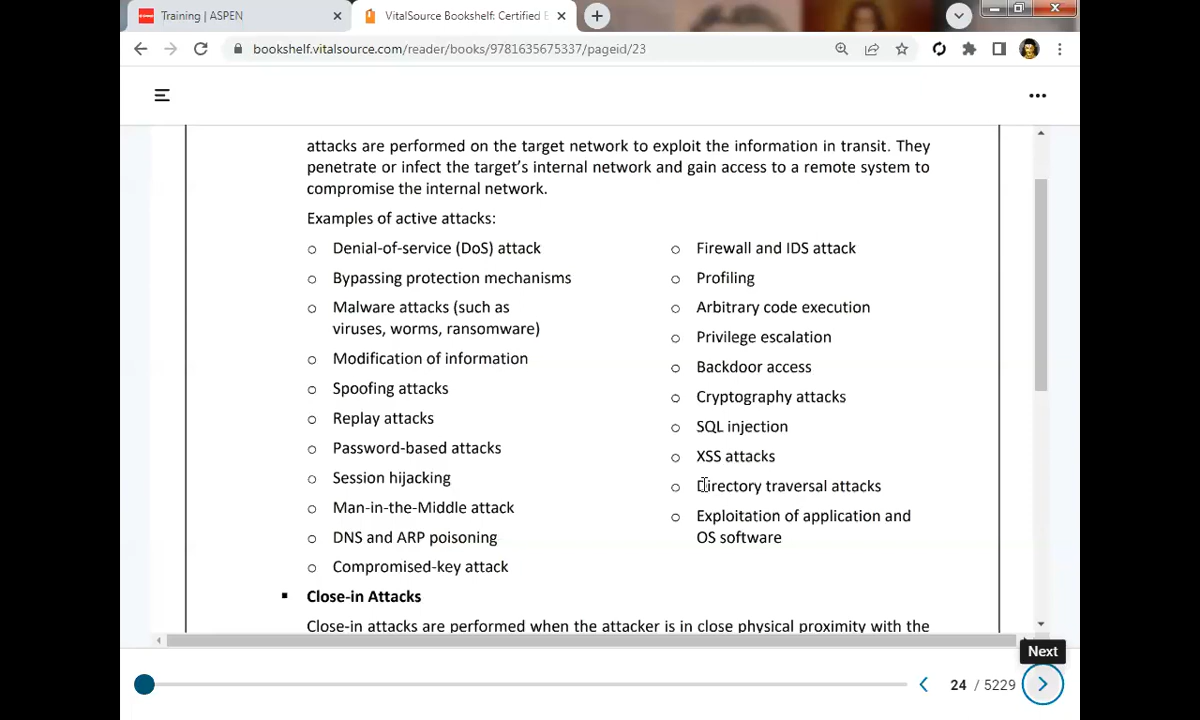 Training | ASPEN
VitalSource Bookshelf: Certified E
bookshelf.vitalsource.com/reader/books/9781635675337/pageid/23
attacks are performed on the target network to exploit the information in transit. They
penetrate or infect the target's internal network and gain access to a remote system to
compromise the internal network.
Examples of active attacks:
Denial-of-service (DoS) attack
Bypassing protection mechanisms
Malware attacks (such as
viruses, worms, ransomware)
Modification of information
Spoofing attacks
Replay attacks
Password-based attacks
Session hijacking
Man-in-the-Middle attack
DNS and ARP poisoning
Compromised-key attack
Firewall and IDS attack
Profiling
Arbitrary code execution
Privilege escalation
Backdoor access
Cryptography attacks
SQL injection
XSS attacks
Directory traversal attacks
Exploitation of application and
OS software
Close-in Attacks
Close-in attacks are performed when the attacker is in close physical proximity with the
Next
24 / 5229